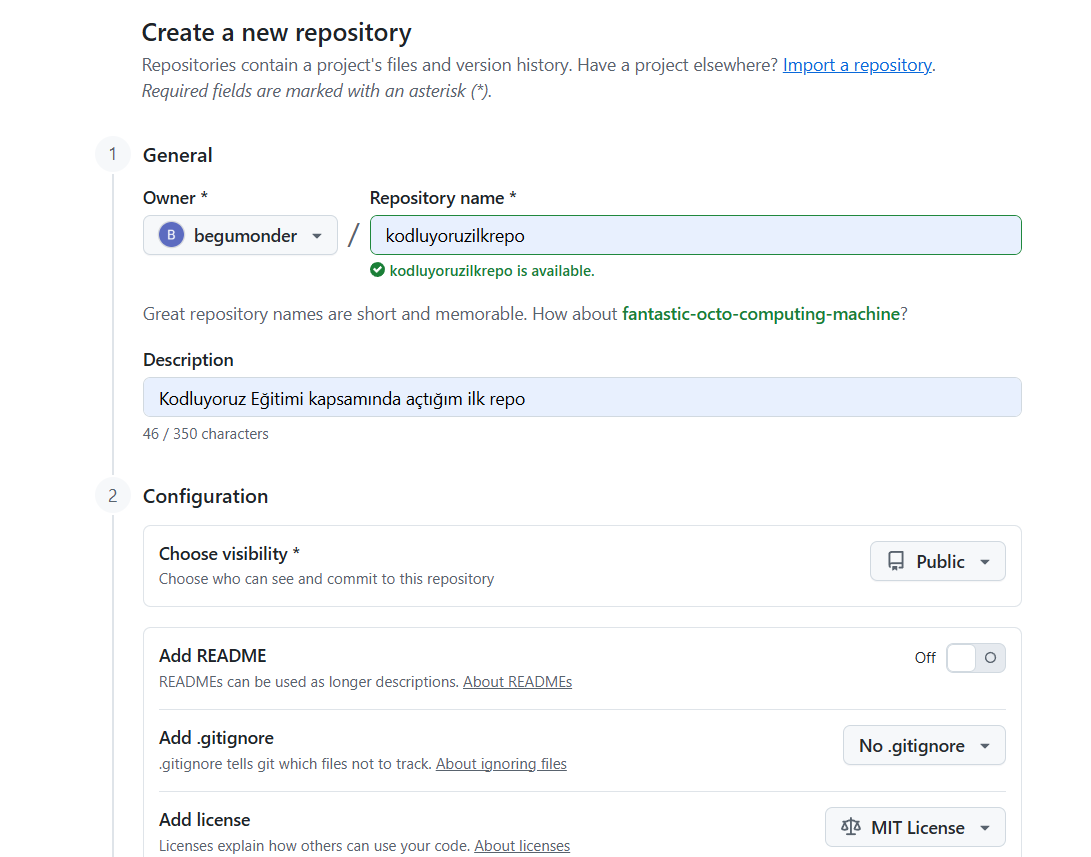 Create a new repository
Repositories contain a project's files and version history. Have a project elsewhere? Import a repository.
Required fields are marked with an asterisk (*).
1 General
Owner * Repository name *
B begumonder / kodluyoruzilkrepo
kodluyoruzilkrepo is available.
Great repository names are short and memorable. How about fantastic-octo-computing-machine?
Description
Kodluyoruz Eğitimi kapsamında açtığım ilk repo
46 / 350 characters
2 Configuration
Choose visibility *
Public
Choose who can see and commit to this repository
Add README
Off
READMEs can be used as longer descriptions. About READMEs
Add .gitignore
No .gitignore
.gitignore tells git which files not to track. About ignoring files
Add license
MIT License
Licenses explain how others can use your code. About licenses